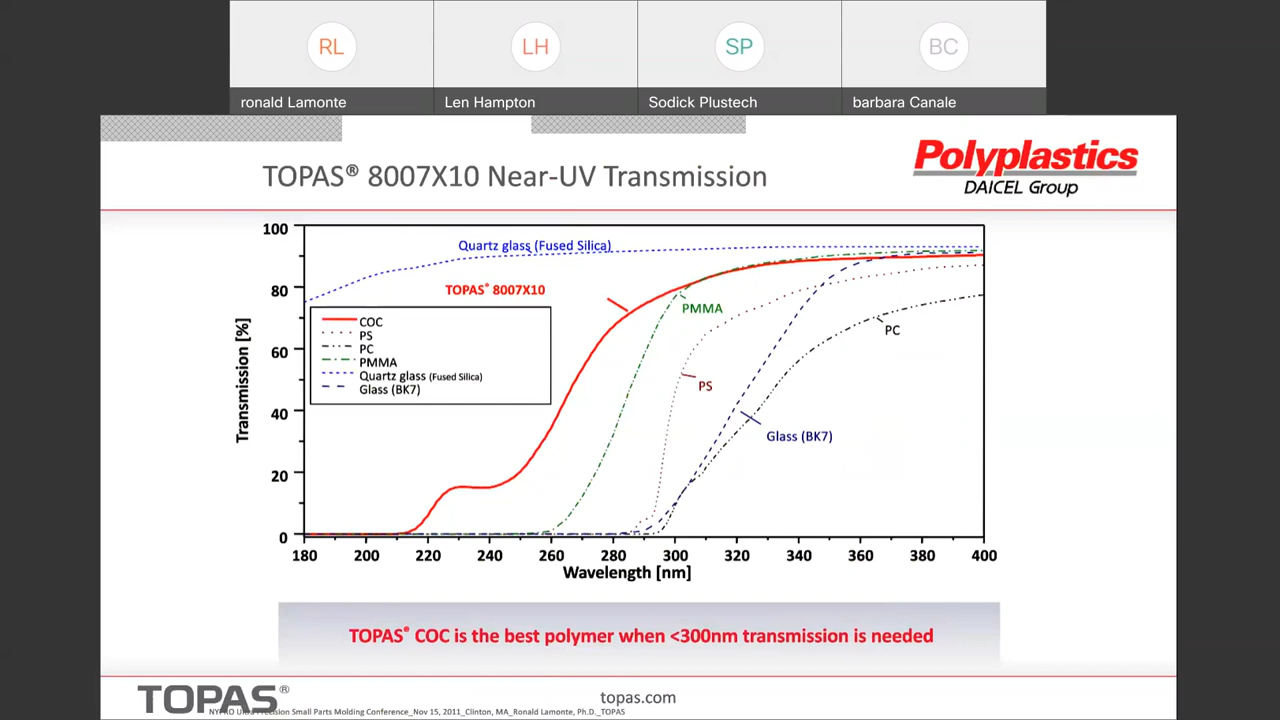 RL
LH
SP
BC
ronald Lamonte
Len Hampton
Sodick Plustech
barbara Canale
TOPAS® 8007X10 Near-UV Transmission
Polyplastics
DAICEL Group
100
80
60
40
20
0
Transmission [%]
Quartz glass (Fused Silica)
TOPAS® 8007X10
COC
PS
PC
PMMA
Quartz glass (Fused Silica)
Glass (BK7)
PMMA
PC
PS
Glass (BK7)
180 200 220 240 260 280 300 320 340 360 380 400
Wavelength [nm]
TOPAS® COC is the best polymer when <300nm transmission is needed
TOPAS®
topas.com
NYPRO Ultra Precision Small Parts Molding Conference_Nov 15, 2011_Clinton, MA_Ronald Lamonte, Ph.D._TOPAS